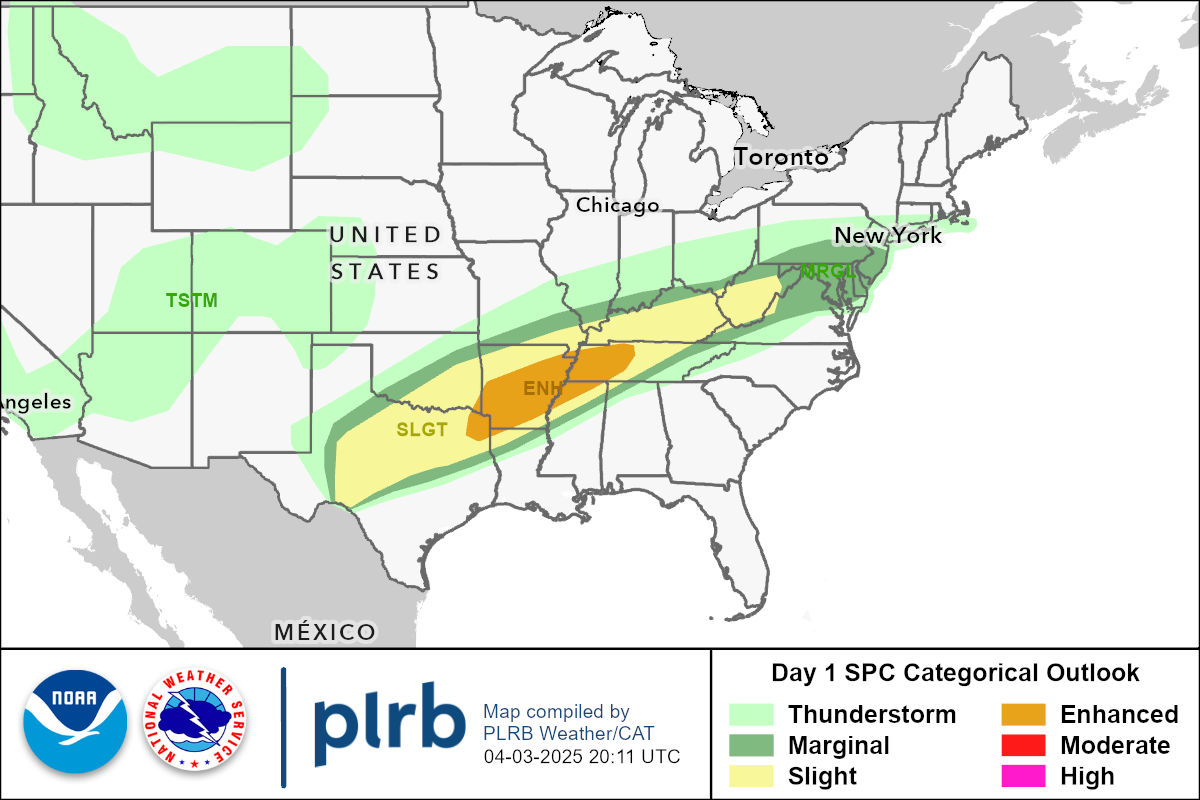 Toronto
Chicago
New York
UNITED
STATES
MRGL
TSTM
ENH
Angeles
SLGT
MÉXICO
NOAA
NATIONAL WEATHER SERVICE
plrb
Map compiled by
PLRB Weather/CAT
04-03-2025 20:11 UTC
Day 1 SPC Categorical Outlook
Thunderstorm
Enhanced
Marginal
Moderate
Slight
High